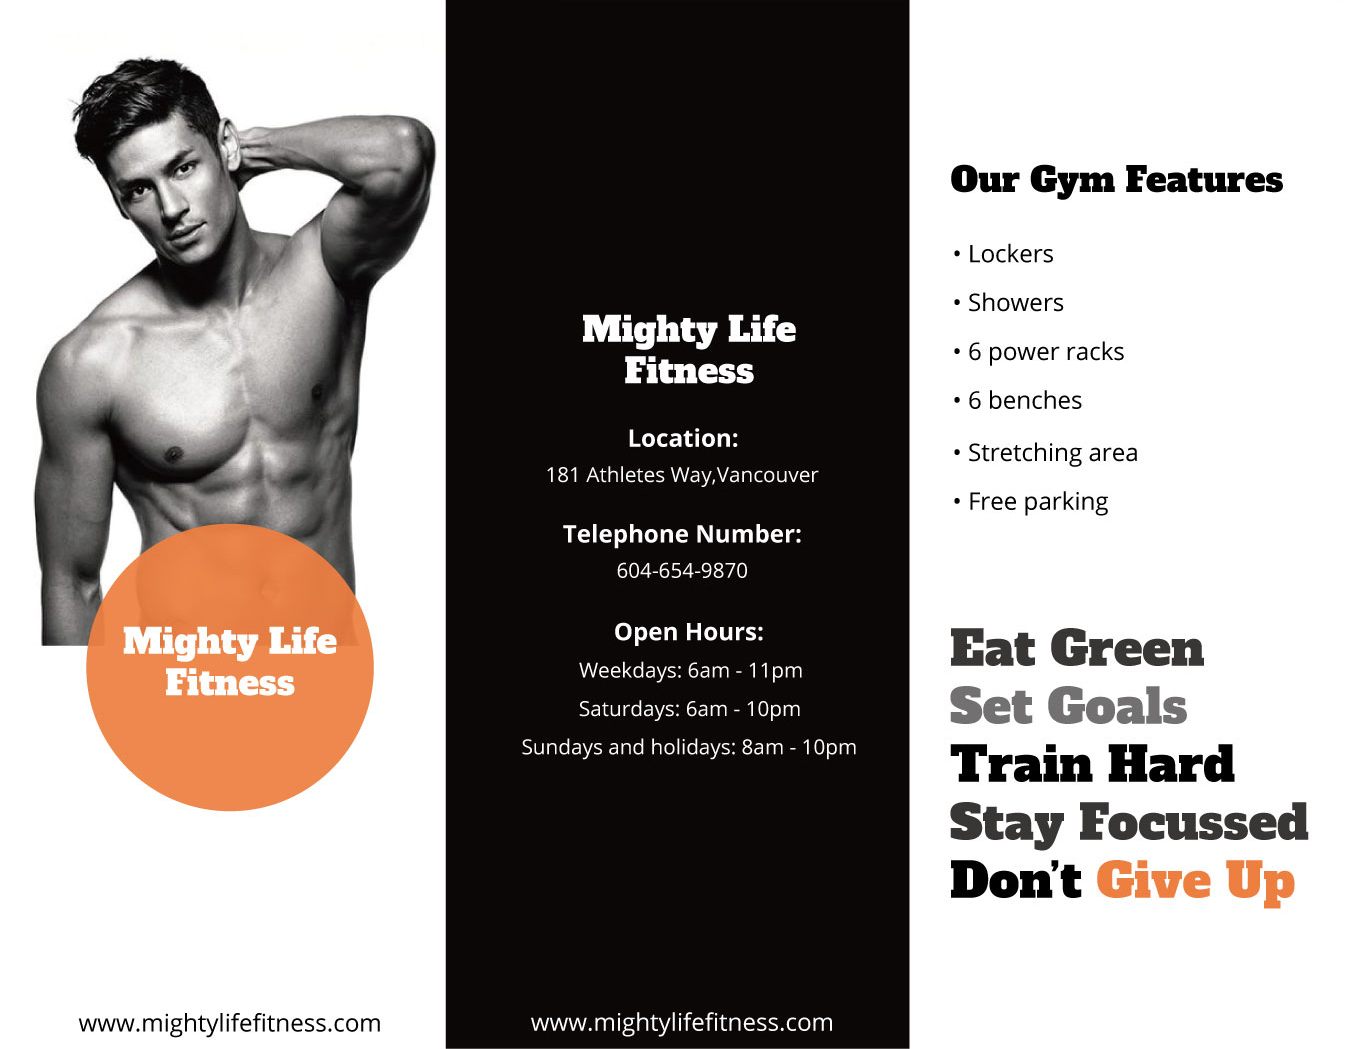 Mighty Life
Fitness
www.mightylifefitness.com
Mighty Life
Fitness
Location:
181 Athletes Way,Vancouver
Telephone Number:
604-654-9870
Open Hours:
Weekdays: 6am - 11pm
Saturdays: 6am - 10pm
Sundays and holidays: 8am - 10pm
www.mightylifefitness.com
Our Gym Features
• Lockers
• Showers
• 6 power racks
• 6 benches
• Stretching area
• Free parking
Eat Green
Set Goals
Train Hard
Stay Focussed
Don't Give Up